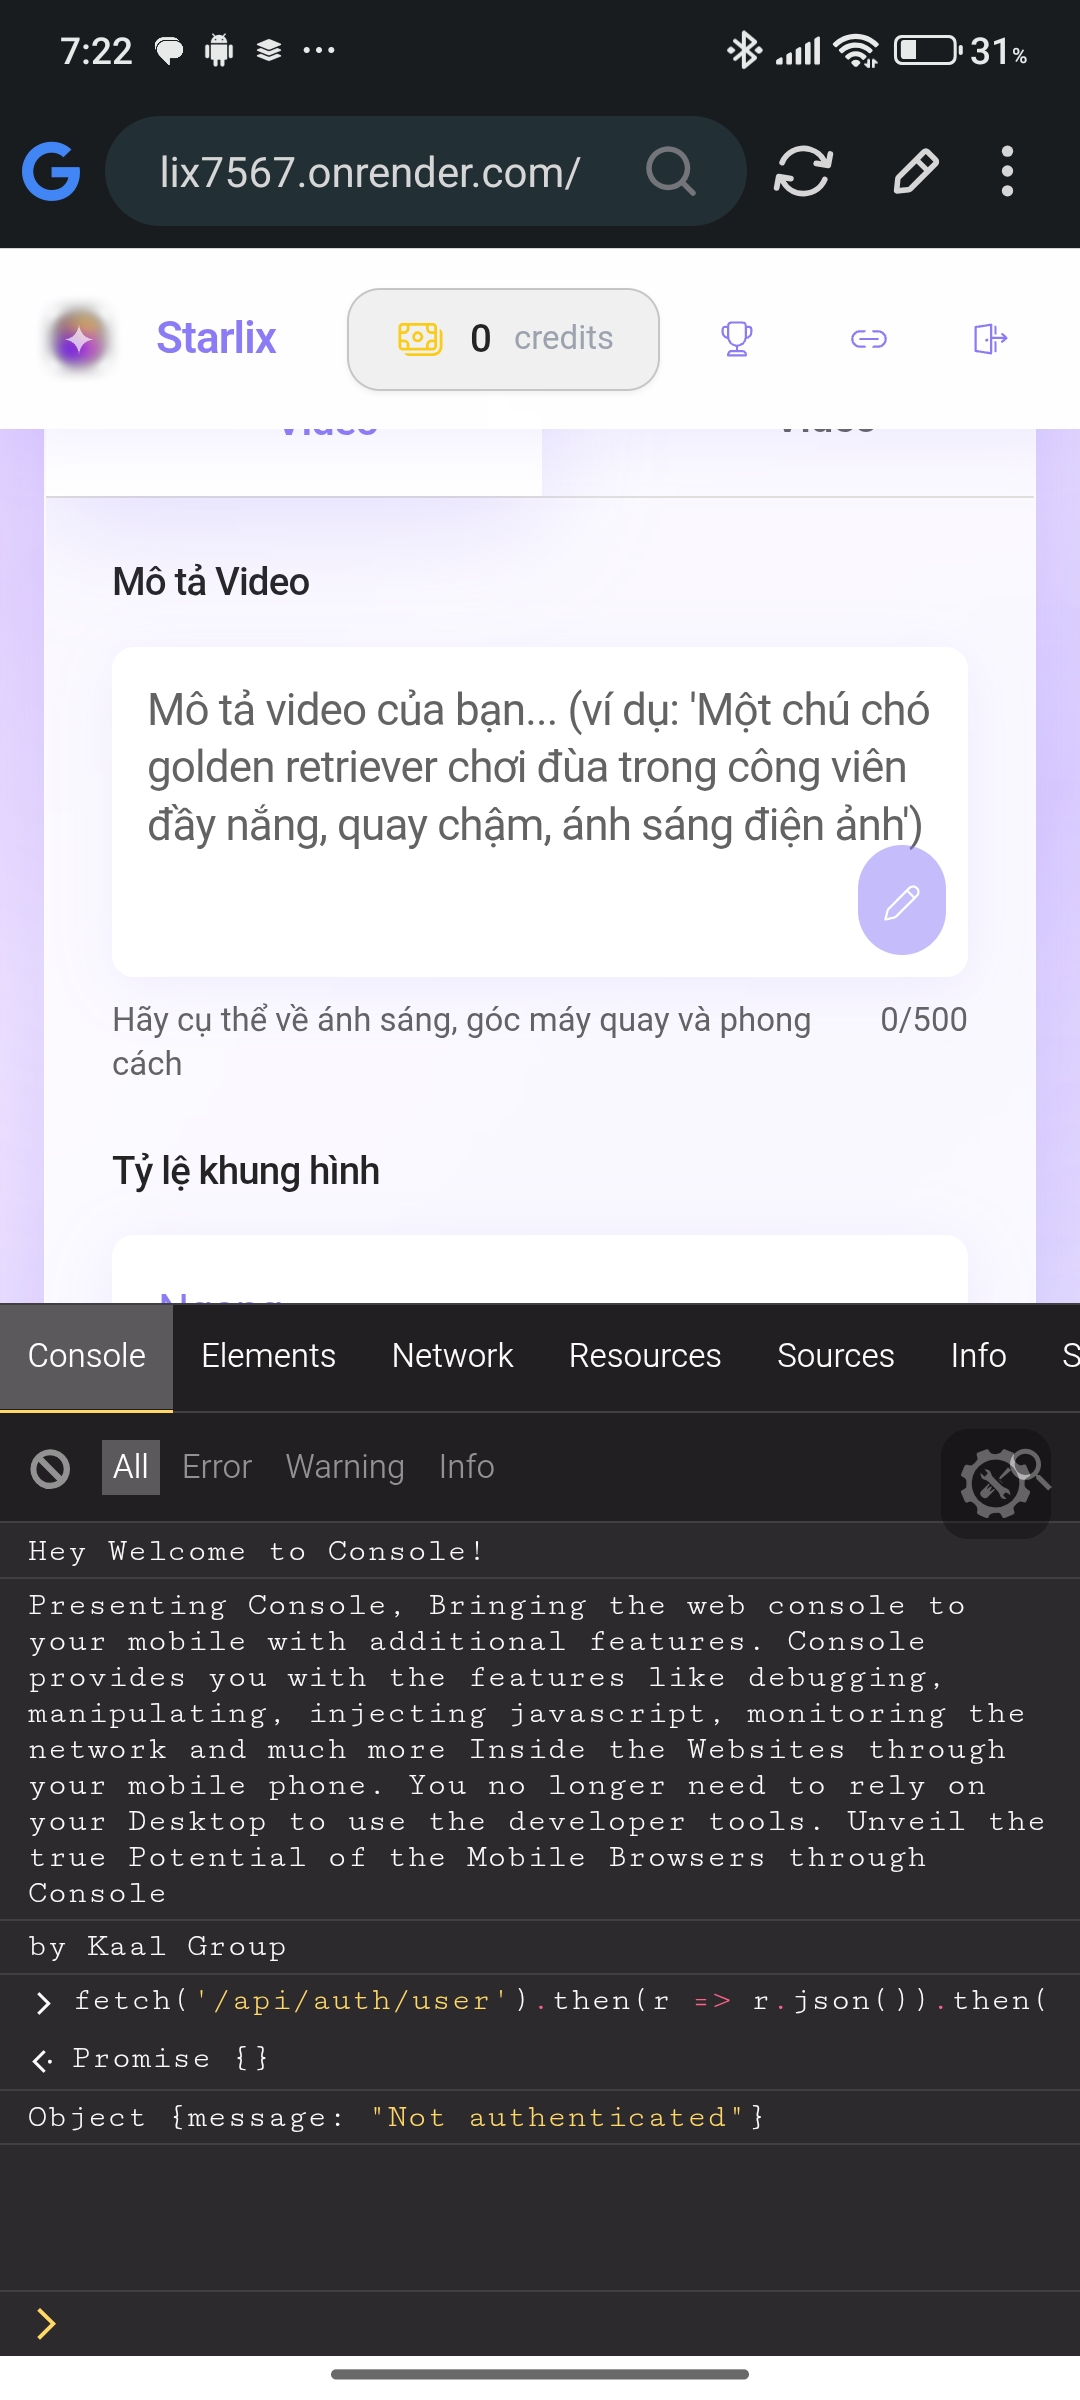 7:22 31%
lix7567.onrender.com/
Starlix 0 credits
Video Video
Mô tả Video
Mô tả video của bạn... (ví dụ: 'Một chú chó
golden retriever chơi đùa trong công viên
đầy nắng, quay chậm, ánh sáng điện ảnh')
Hãy cụ thể về ánh sáng, góc máy quay và phong 0/500
cách
Tỷ lệ khung hình
Ngang
Console Elements Network Resources Sources Info S
All Error Warning Info
Hey Welcome to Console!
Presenting Console, Bringing the web console to
your mobile with additional features. Console
provides you with the features like debugging,
manipulating, injecting javascript, monitoring the
network and much more Inside the Websites through
your mobile phone. You no longer need to rely on
your Desktop to use the developer tools. Unveil the
true Potential of the Mobile Browsers through
Console
by Kaal Group
fetch('/api/auth/user').then(r => r.json()).then(
Promise {}
Object {message: "Not authenticated"}